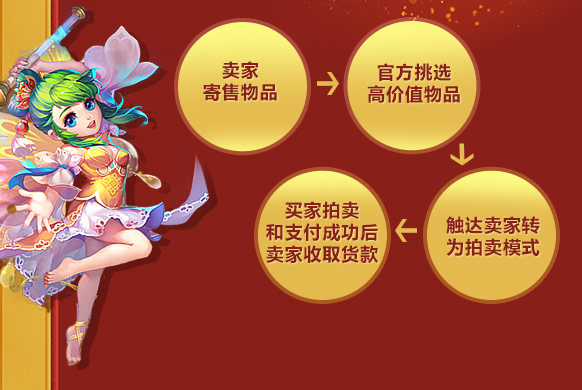 卖家
寄售物品
官方挑选
高价值物品
触达卖家转
为拍卖模式
买家拍卖
和支付成功后
卖家收取货款